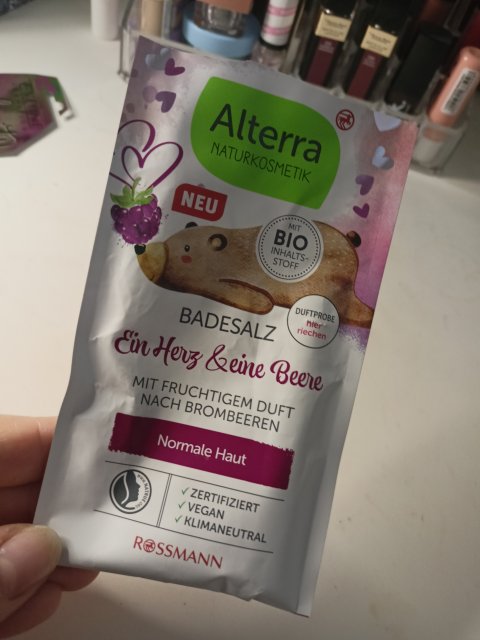 Alterra
NATURKOSMETIK
NEU
MIT
BIO
INHALTS-
STOFF
DUFTPROBE
hier
riechen
BADESALZ
Ein Herz & eine Beere
MIT FRUCHTIGEM DUFT
NACH BROMBEEREN
Normale Haut
✓ ZERTIFIZIERT
✓ VEGAN
✓ KLIMANEUTRAL
ROSSMANN